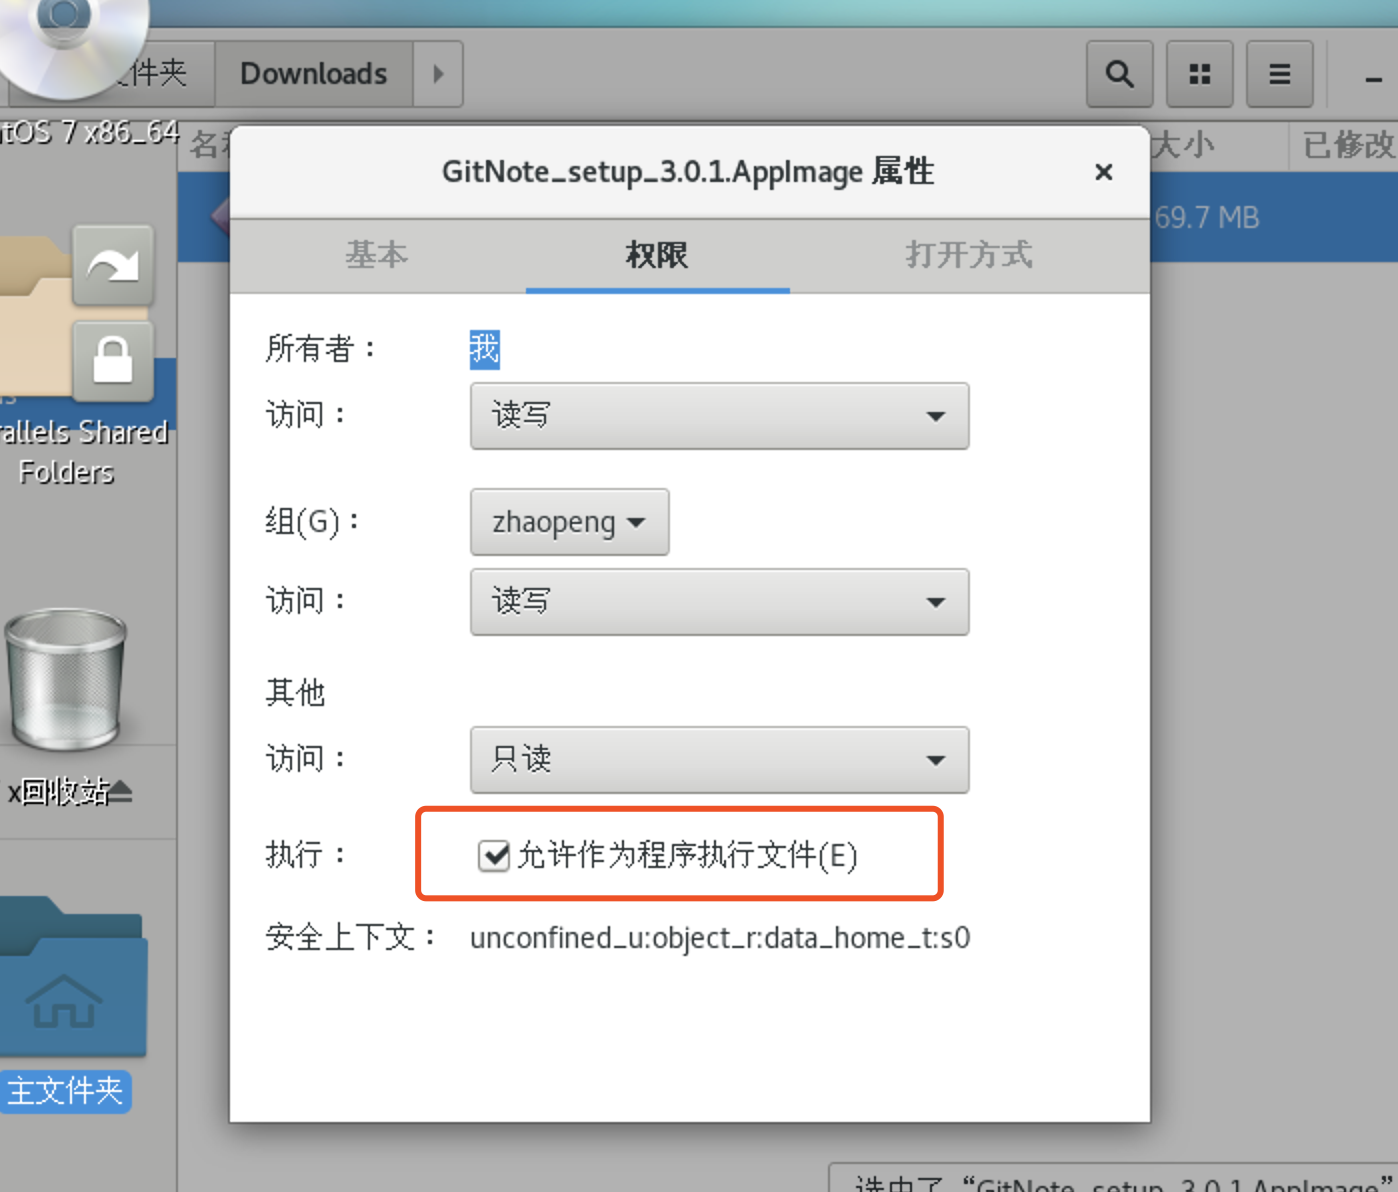 件夹
Downloads
tOS 7 x86_64
名
大小
已修改
GitNote_setup_3.0.1.AppImage 属性
69.7 MB
基本
权限
打开方式
所有者：
我
访问：
读写
rallels Shared
Folders
组(G)：
zhaopeng
访问：
读写
其他
访问：
只读
x回收站
执行：
允许作为程序执行文件(E)
安全上下文：
unconfined_u:object_r:data_home_t:s0
主文件夹
选中了 “GitNote_setup_3.0.1.AppImage”